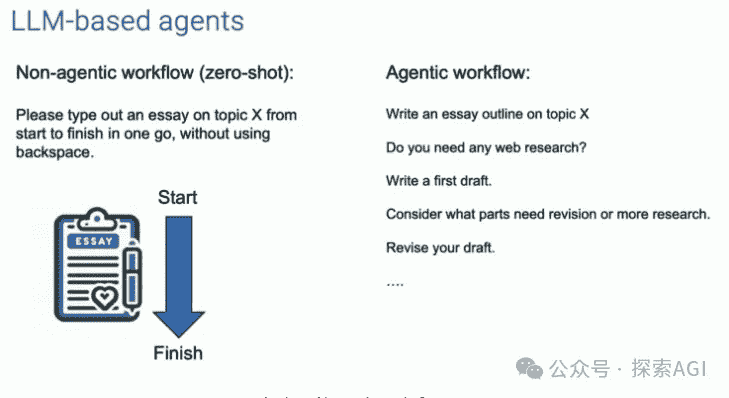 LLM-based agents
Non-agentic workflow (zero-shot):
Please type out an essay on topic X from
start to finish in one go, without using
backspace.
Start
ESSAY
Finish
Agentic workflow:
Write an essay outline on topic X
Do you need any web research?
Write a first draft.
Consider what parts need revision or more research.
Revise your draft.
....
公众号 · 探索AGI